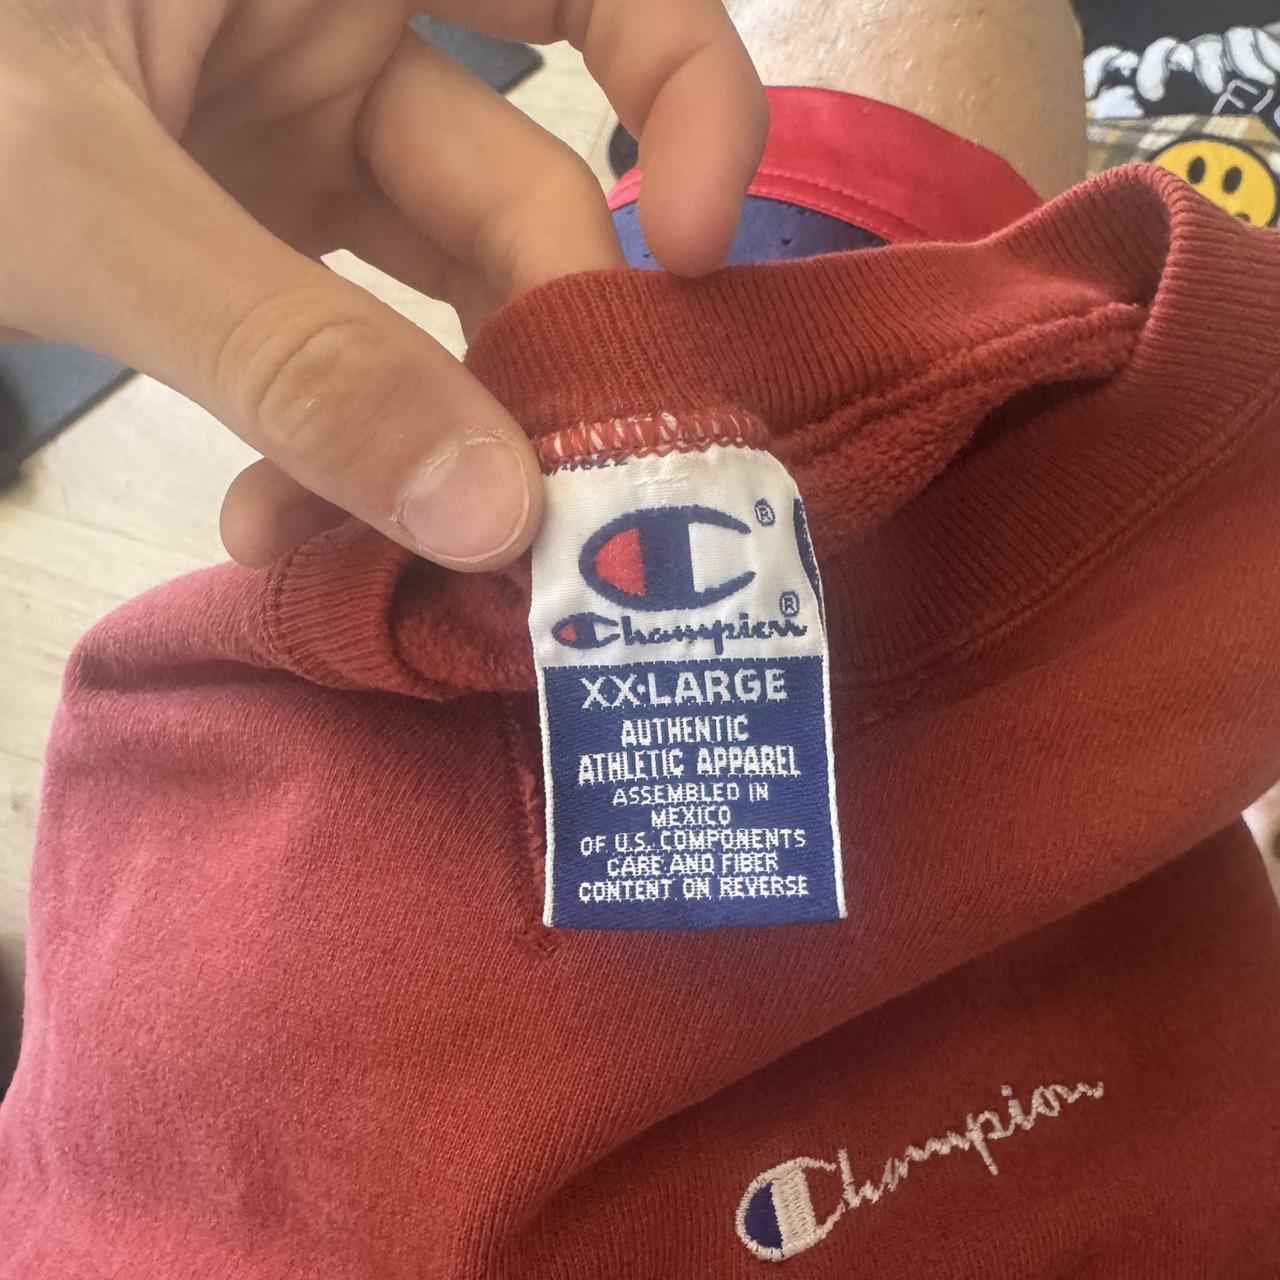 ®
Champion®
XX-LARGE
AUTHENTIC
ATHLETIC APPAREL
ASSEMBLED IN
MEXICO
OF U.S. COMPONENTS
CARE AND FIBER
CONTENT ON REVERSE
Champion